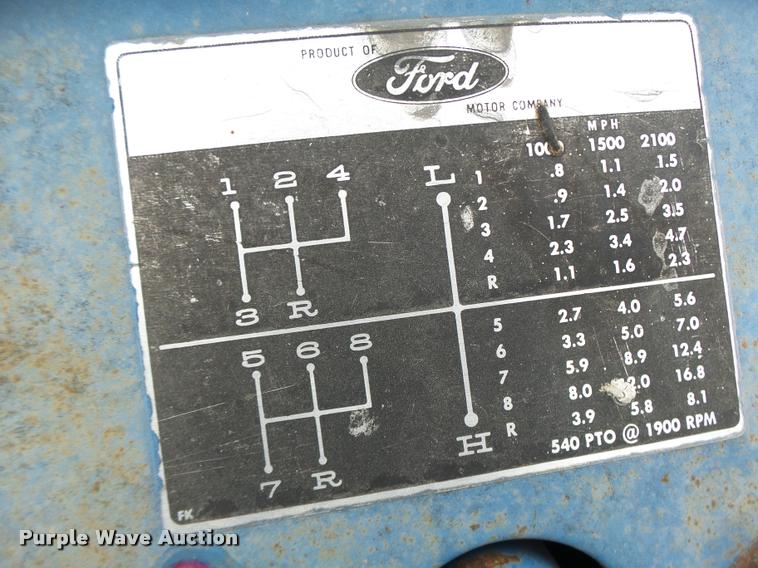 PRODUCT OF
Ford
MOTOR COMPANY
MPH
1500 2100
1 2 4 L
3 R
1 .8 1.1 1.5
2 .9 1.4 2.0
3 1.7 2.5 3.5
4 2.3 3.4 4.7
R 1.1 1.6 2.3
5 6 8
7 R H
5 2.7 4.0 5.6
6 3.3 5.0 7.0
7 5.9 8.9 12.4
8 8.0 16.8
R 3.9 5.8 8.1
540 PTO @ 1900 RPM
FK
Purple Wave Auction